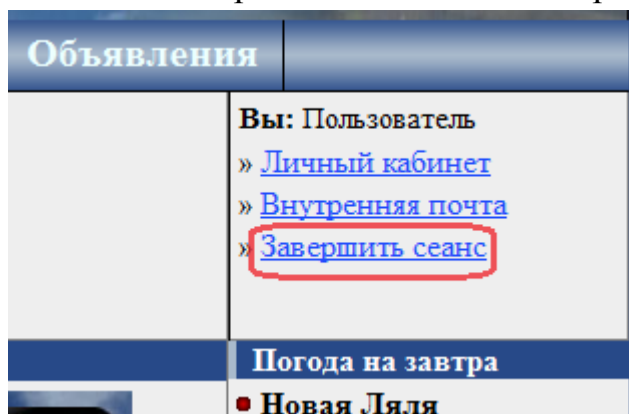 Объявления
Вы: Пользователь
» Личный кабинет
» Внутренняя почта
» Завершить сеанс
Погода на завтра
Новая Ляля